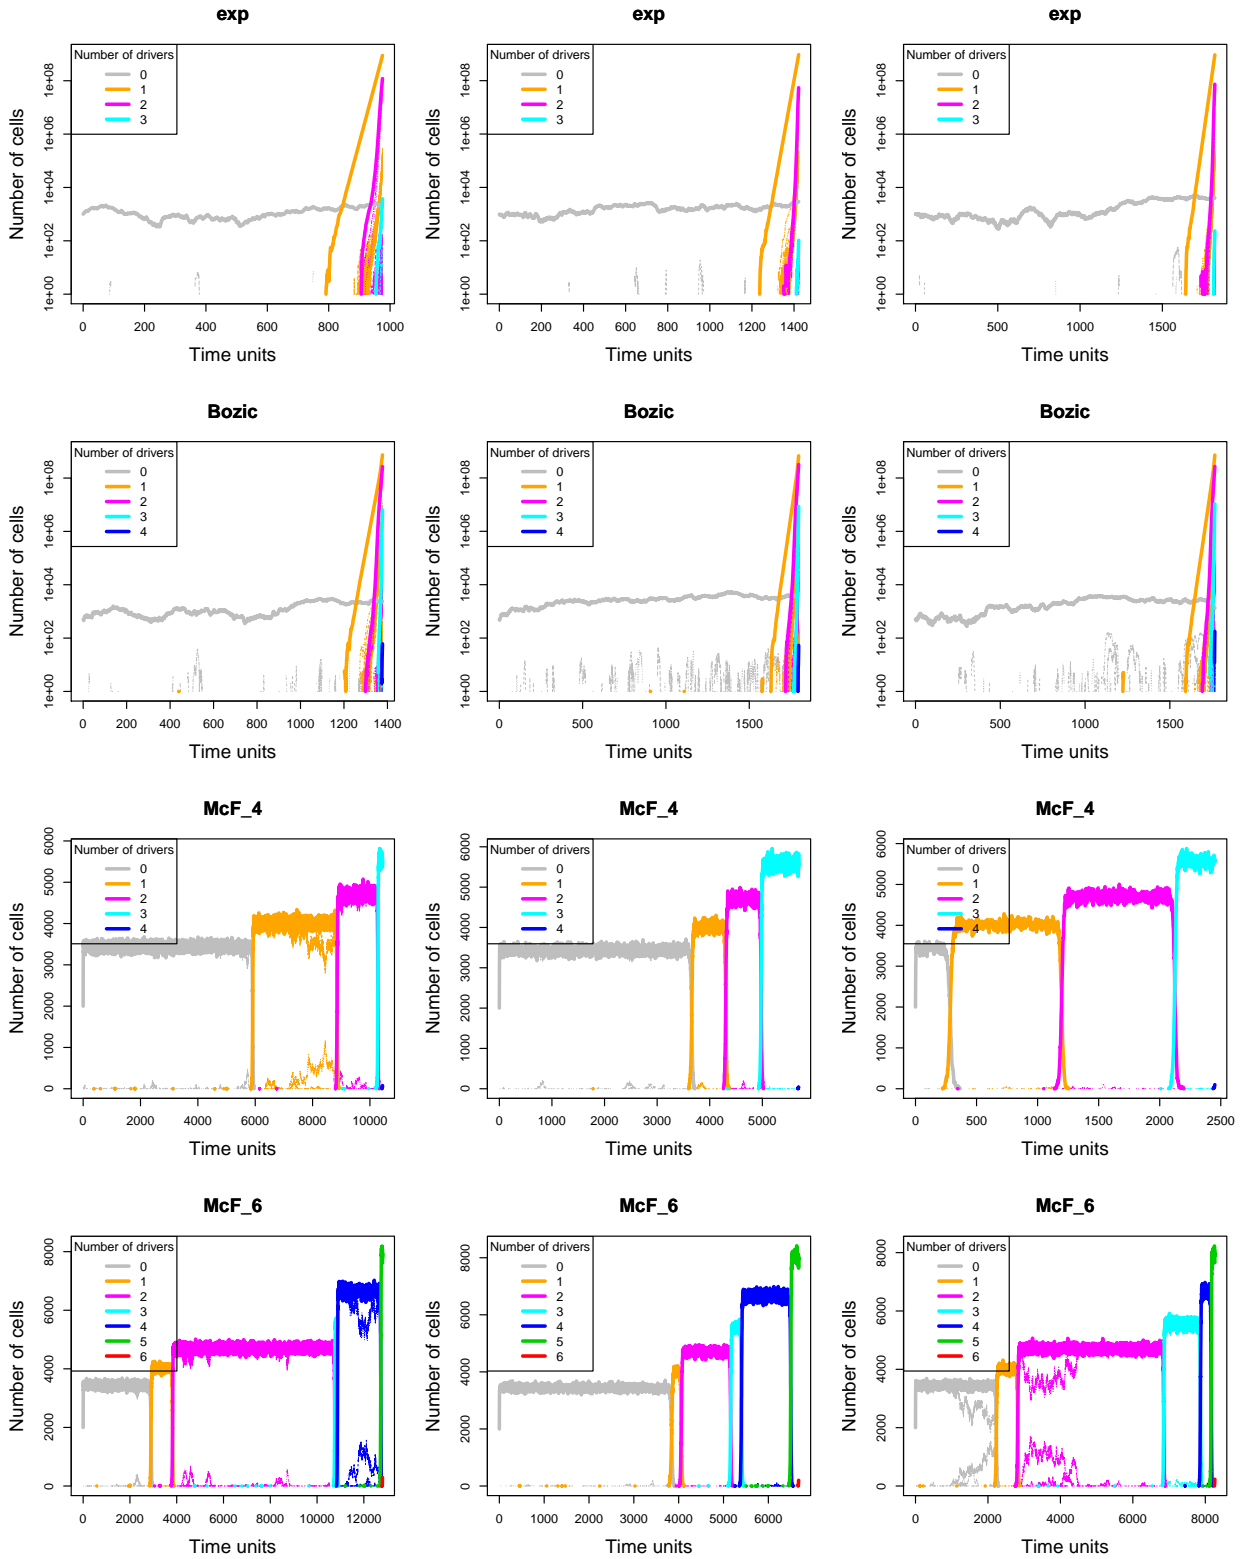 exp
exp
exp
Number of cells
1e+00 1e+02 1e+04 1e+06 1e+08
Number of drivers
0
1
2
3
0 200 400 600 800 1000
Time units
Number of cells
1e+00 1e+02 1e+04 1e+06 1e+08
Number of drivers
0
1
2
3
0 200 400 600 800 1000 1400
Time units
Number of cells
1e+00 1e+02 1e+04 1e+06 1e+08
Number of drivers
0
1
2
3
0 500 1000 1500
Time units
Bozic
Bozic
Bozic
Number of cells
1e+00 1e+02 1e+04 1e+06 1e+08
Number of drivers
0
1
2
3
4
0 200 400 600 800 1000 1200 1400
Time units
Number of cells
1e+00 1e+02 1e+04 1e+06 1e+08
Number of drivers
0
1
2
3
4
0 500 1000 1500
Time units
Number of cells
1e+00 1e+02 1e+04 1e+06 1e+08
Number of drivers
0
1
2
3
4
0 500 1000 1500
Time units
McF_4
McF_4
McF_4
Number of cells
0 1000 2000 3000 4000 5000 6000
Number of drivers
0
1
2
3
4
0 2000 4000 6000 8000 10000
Time units
Number of cells
0 1000 2000 3000 4000 5000 6000
Number of drivers
0
1
2
3
4
0 1000 2000 3000 4000 5000
Time units
Number of cells
0 1000 2000 3000 4000 5000 6000
Number of drivers
0
1
2
3
4
0 500 1000 1500 2000 2500
Time units
McF_6
McF_6
McF_6
Number of cells
0 2000 4000 6000 8000
Number of drivers
0
1
2
3
4
5
6
0 2000 4000 6000 8000 10000 12000
Time units
Number of cells
0 2000 4000 6000 8000
Number of drivers
0
1
2
3
4
5
6
0 1000 2000 3000 4000 5000 6000
Time units
Number of cells
0 2000 4000 6000 8000
Number of drivers
0
1
2
3
4
5
6
0 2000 4000 6000 8000
Time units